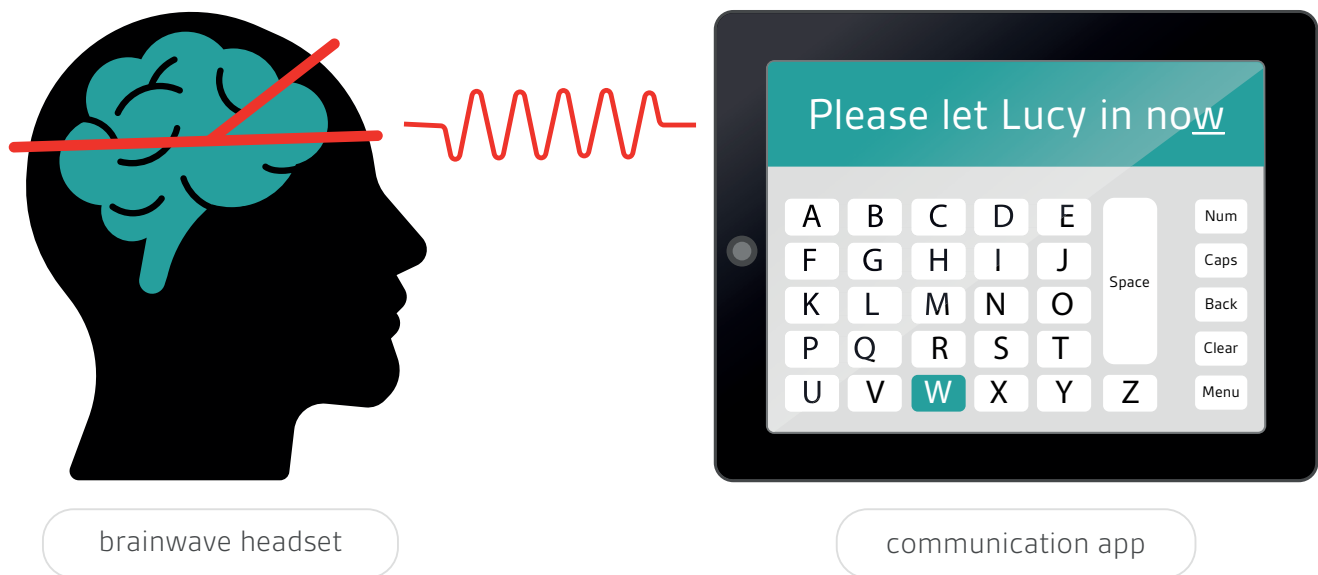 Please let Lucy in now
A B C D E
Num
F G H I J
Space
Caps
K L M N O
Back
P Q R S T
Clear
U V W X Y Z
Menu
brainwave headset
communication app